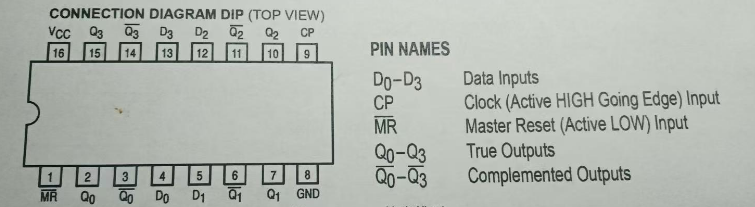 CONNECTION DIAGRAM DIP (TOP VIEW)
VCC Q3 Q̅3 D3 D2 Q̅2 Q2 CP
16 15 14 13 12 11 10 9
1 2 3 4 5 6 7 8
M̅R̅ Q0 Q̅0 D0 D1 Q̅1 Q1 GND
PIN NAMES
D0–D3 Data Inputs
CP Clock (Active HIGH Going Edge) Input
M̅R̅ Master Reset (Active LOW) Input
Q0–Q3 True Outputs
Q̅0–Q̅3 Complemented Outputs